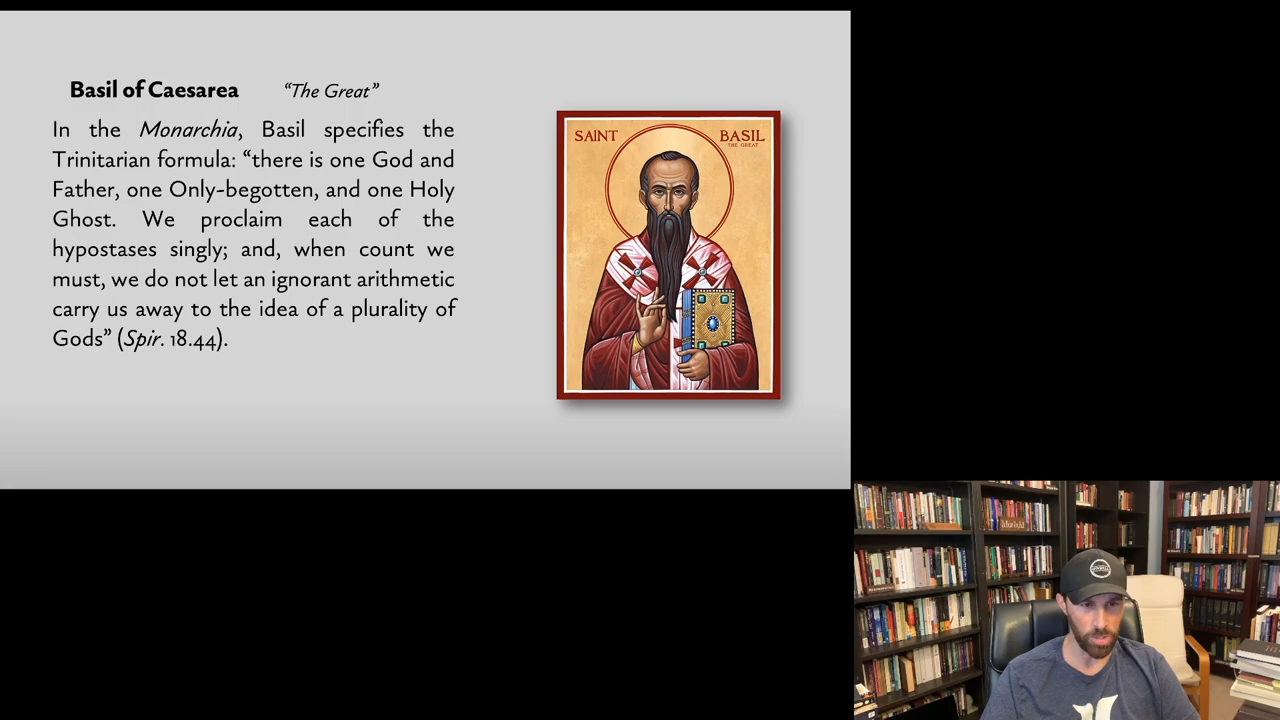 Basil of Caesarea “The Great”
In the Monarchia, Basil specifies the
Trinitarian formula: “there is one God and
Father, one Only-begotten, and one Holy
Ghost. We proclaim each of the
hypostases singly; and, when count we
must, we do not let an ignorant arithmetic
carry us away to the idea of a plurality of
Gods” (Spir. 18.44).
SAINT BASIL
THE GREAT